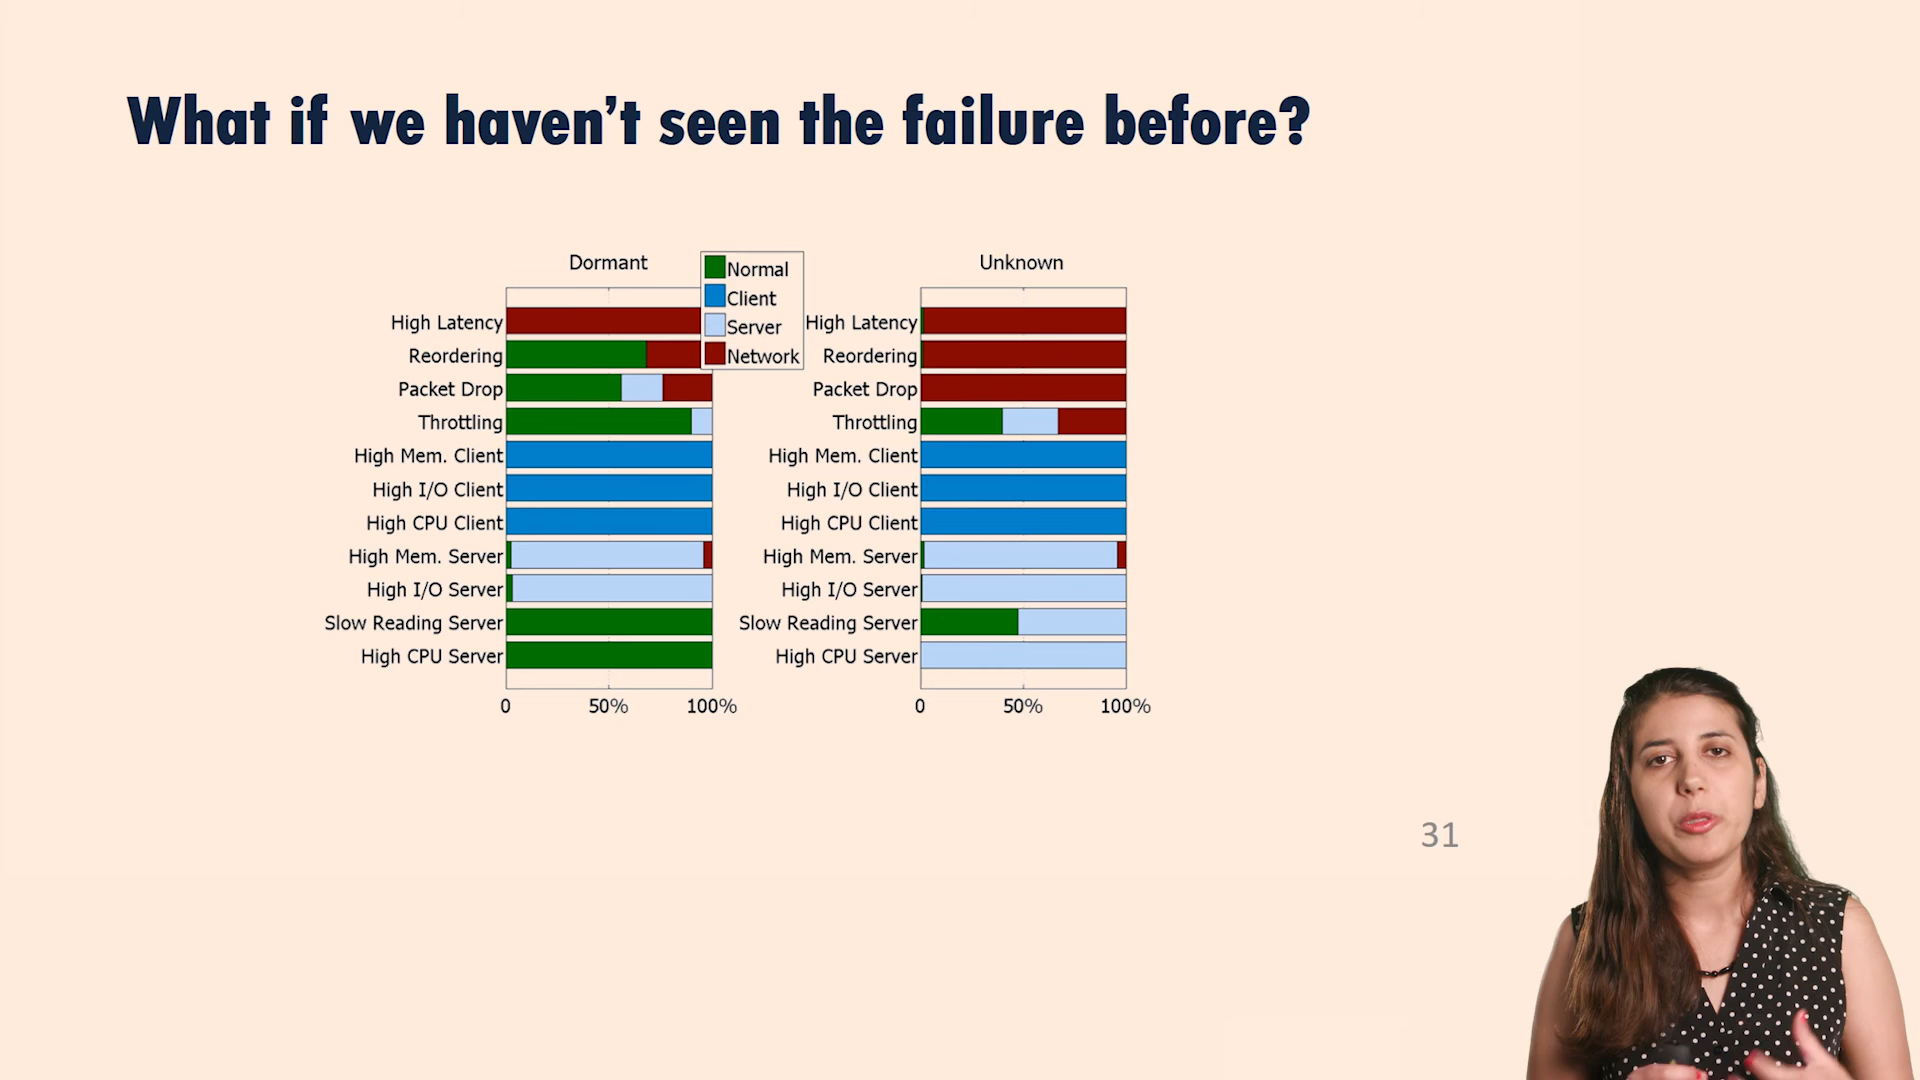 What if we haven't seen the failure before?
Dormant
Normal
Client
Server
Network
High Latency
Reordering
Packet Drop
Throttling
High Mem. Client
High I/O Client
High CPU Client
High Mem. Server
High I/O Server
Slow Reading Server
High CPU Server
0 50% 100%
Unknown
High Latency
Reordering
Packet Drop
Throttling
High Mem. Client
High I/O Client
High CPU Client
High Mem. Server
High I/O Server
Slow Reading Server
High CPU Server
0 50% 100%
31